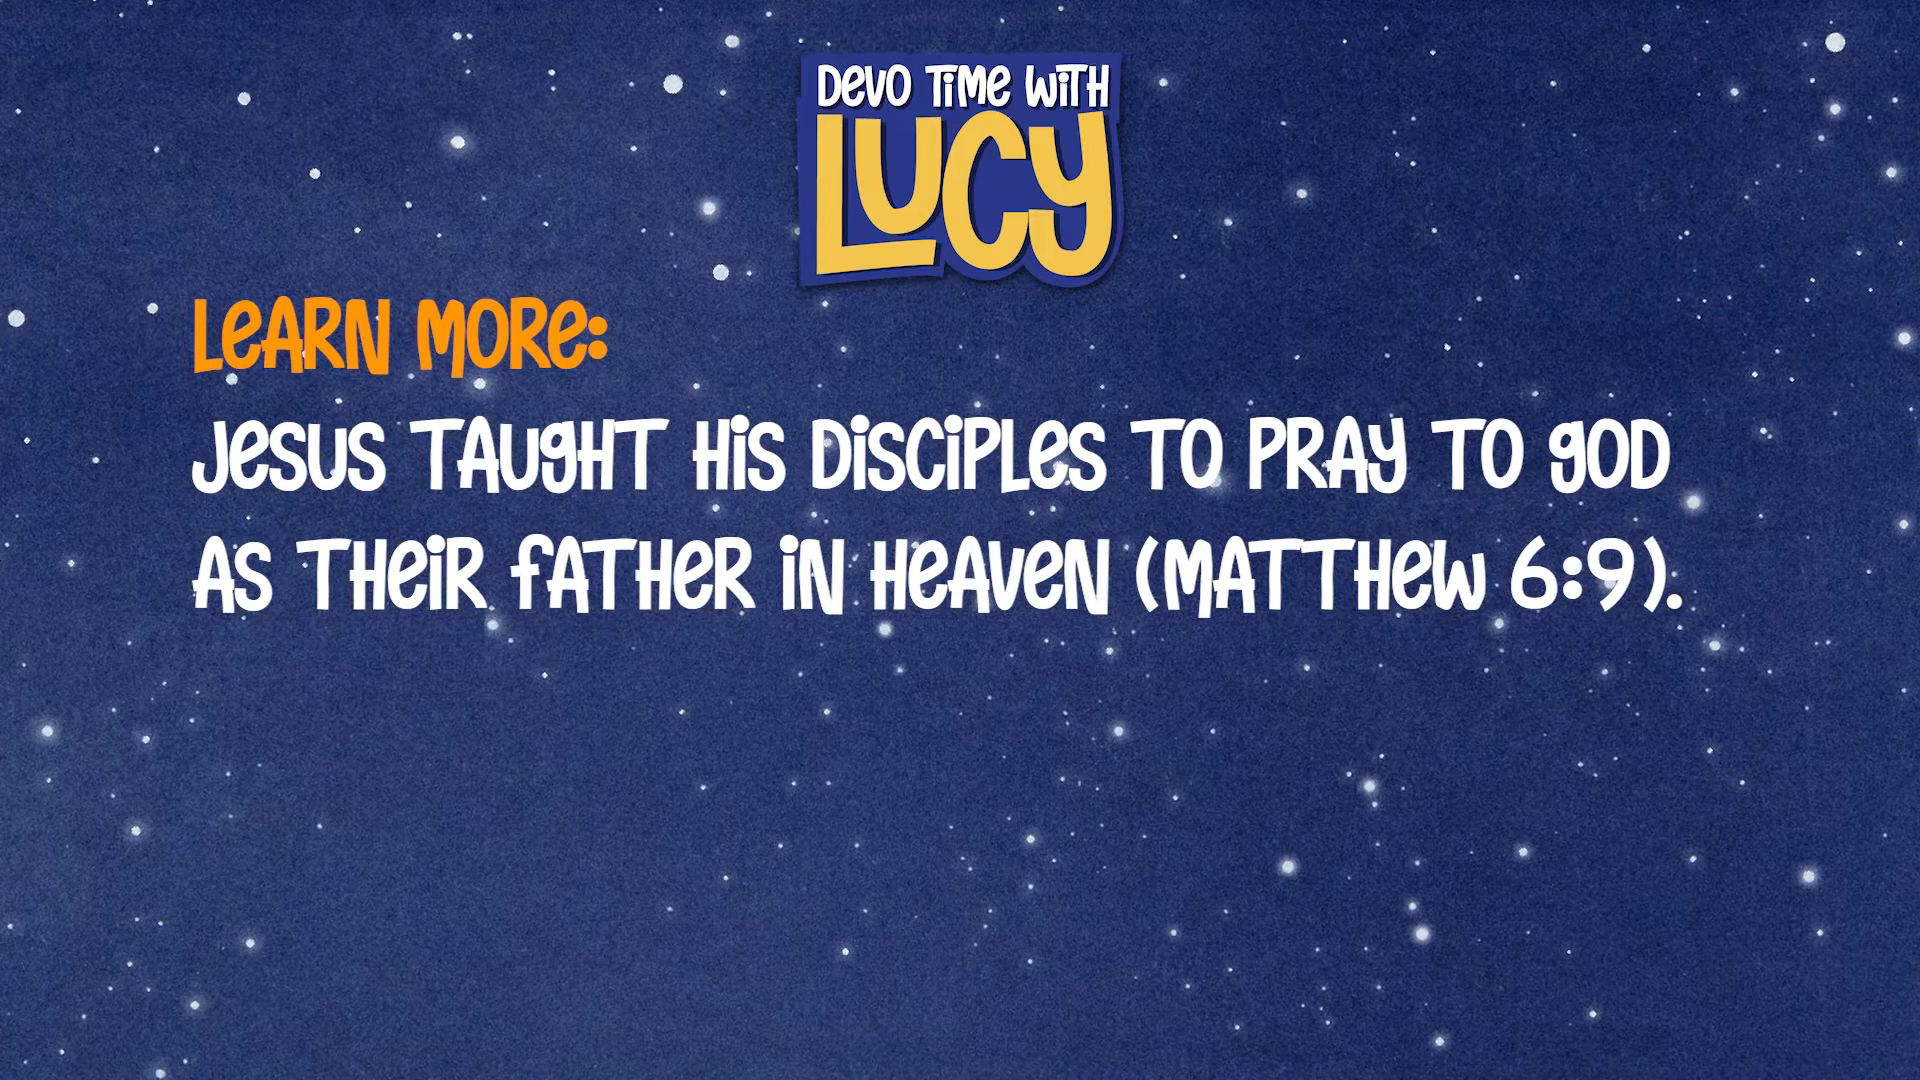 DEVO TIME WITH
LUCY
LEARN MORE:
JESUS TAUGHT HIS DISCIPLES TO PRAY TO GOD
AS THEIR FATHER IN HEAVEN (MATTHEW 6:9).